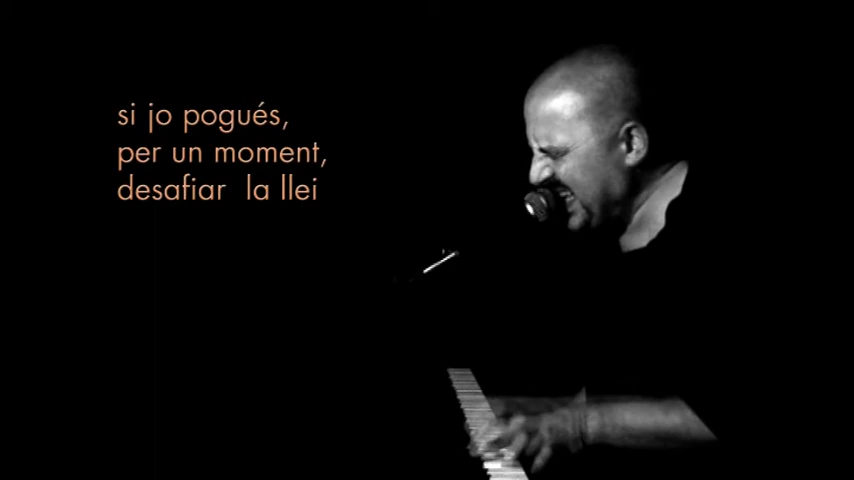 si jo pogués,
per un moment,
desafiar la llei